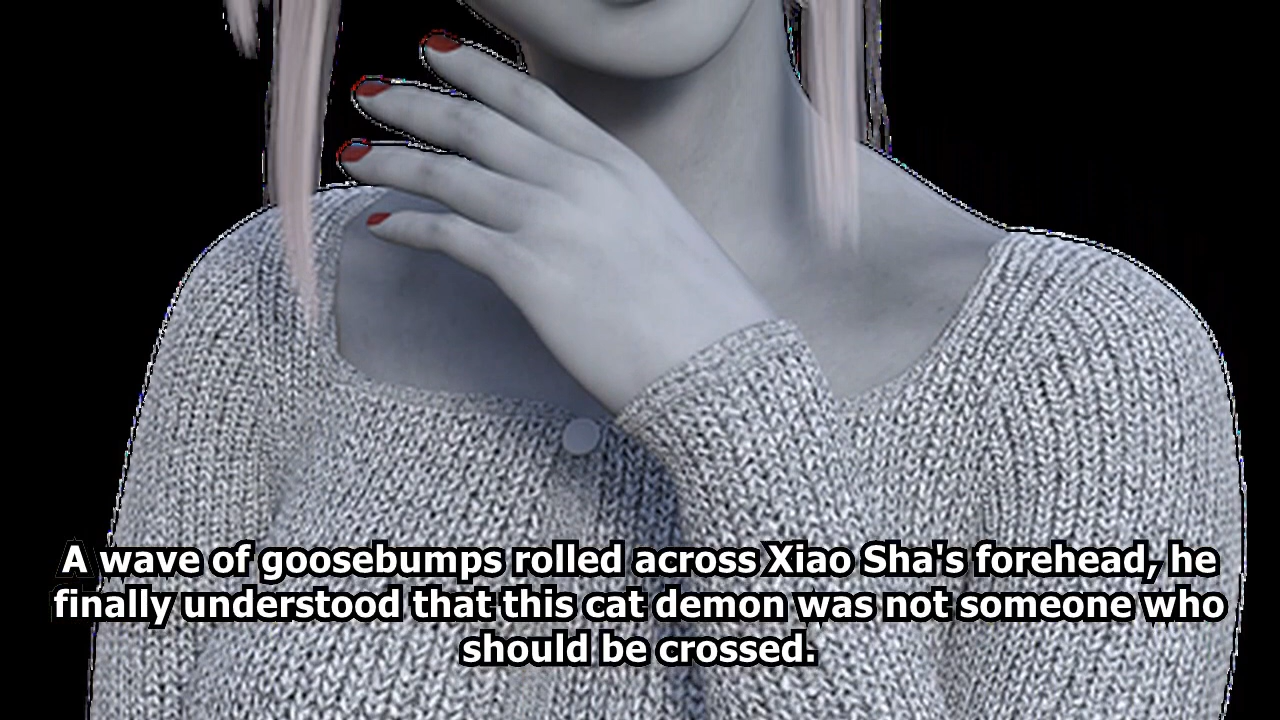 A wave of goosebumps rolled across Xiao Sha's forehead, he
finally understood that this cat demon was not someone who
should be crossed.